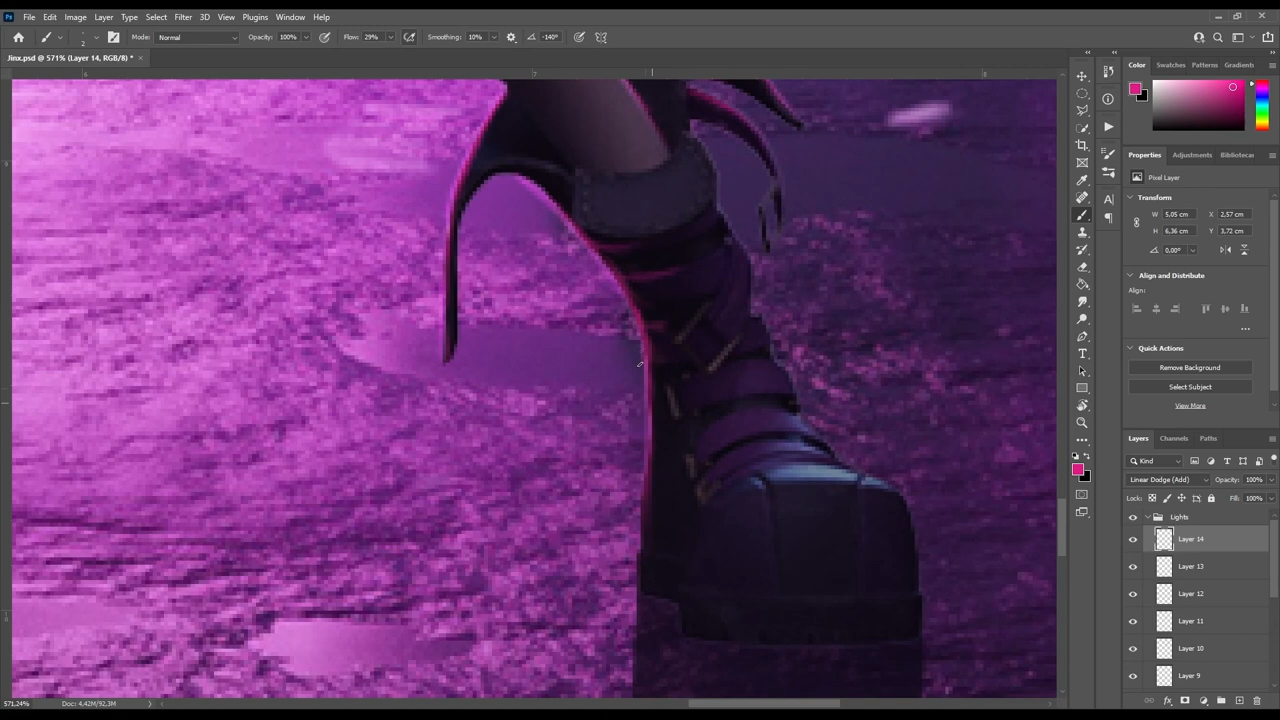 Ps File Edit Image Layer Type Select Filter 3D View Plugins Window Help
2 Mode: Normal Opacity: 100% Flow: 29% Smoothing: 10% -140°
Jinx.psd @ 571% (Layer 14, RGB/8) * ×
6 7 8
Color Swatches Patterns Gradients
Properties Adjustments Bibliotecas
Pixel Layer
Transform
W 5,05 cm X 2,57 cm
H 6,36 cm Y 3,72 cm
0,00°
Align and Distribute
Align:
Quick Actions
Remove Background
Select Subject
View More
Layers Channels Paths
Kind
Linear Dodge (Add) Opacity: 100%
Lock: Fill: 100%
Lights
Layer 14
Layer 13
Layer 12
Layer 11
Layer 10
Layer 9
571,24% Doc: 4,42M/92,3M